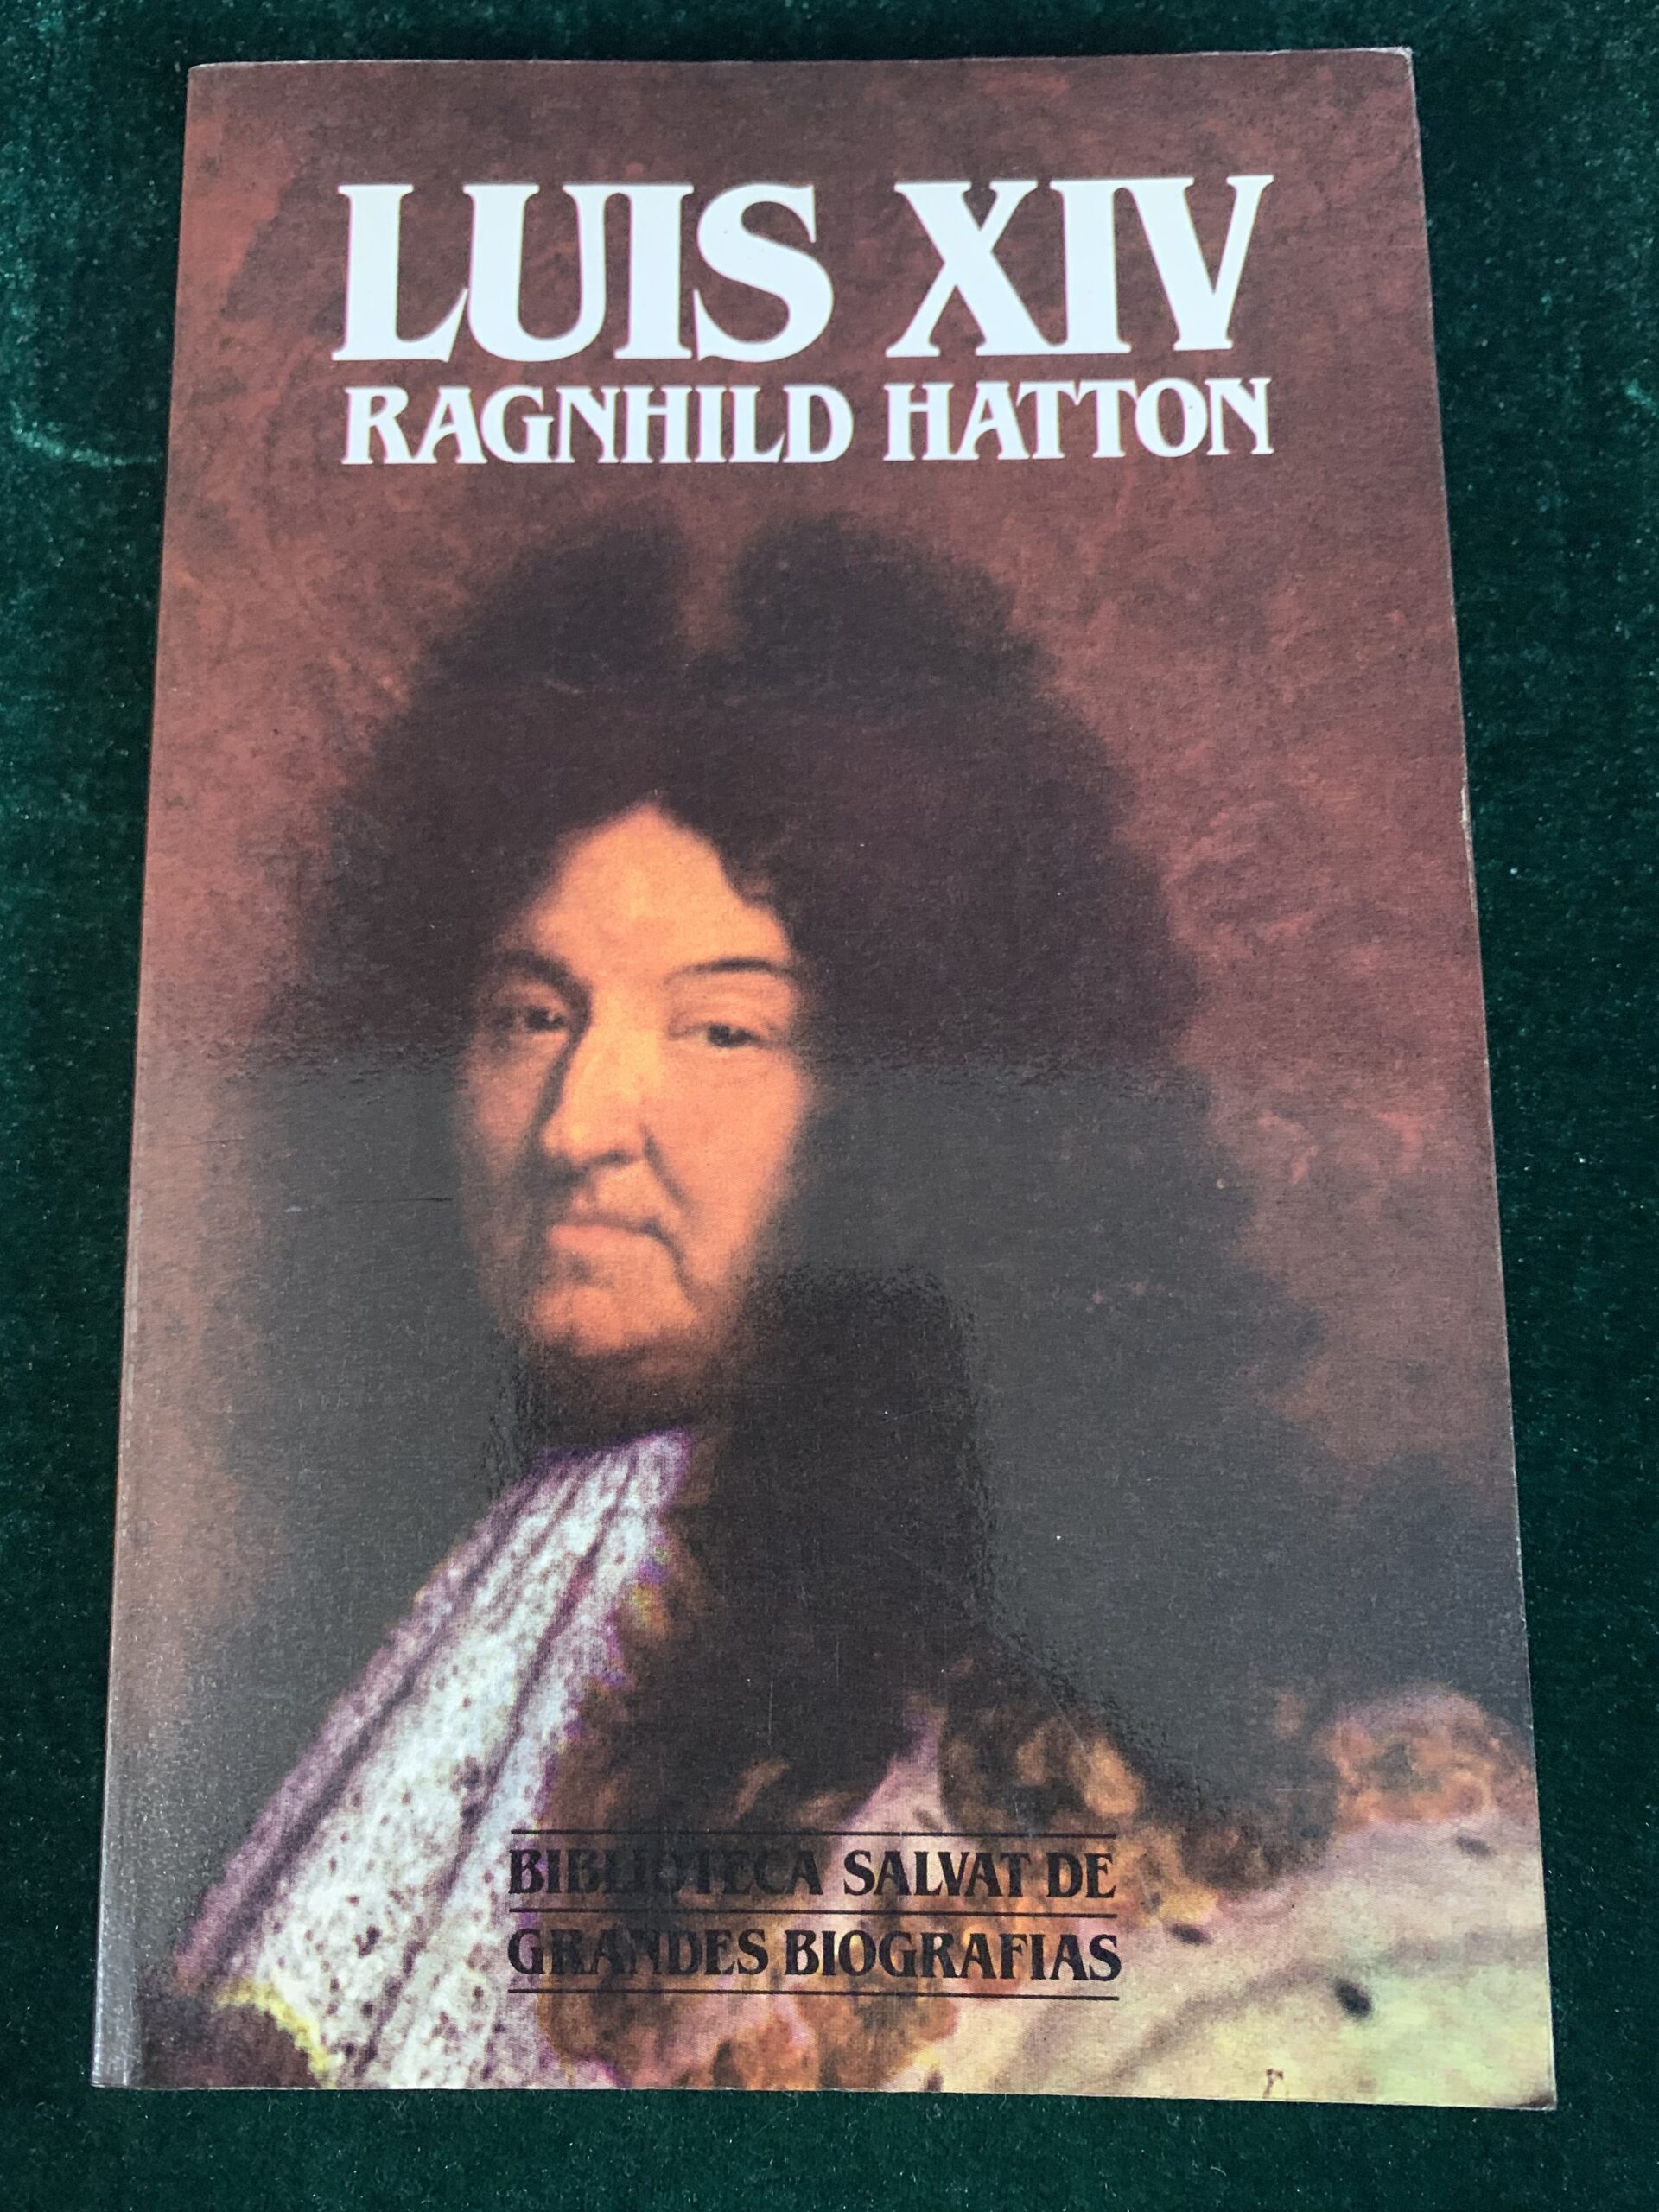 LUIS XIV
RAGNHILD HATTON
BIBLIOTECA SALVAT DE
GRANDES BIOGRAFIAS